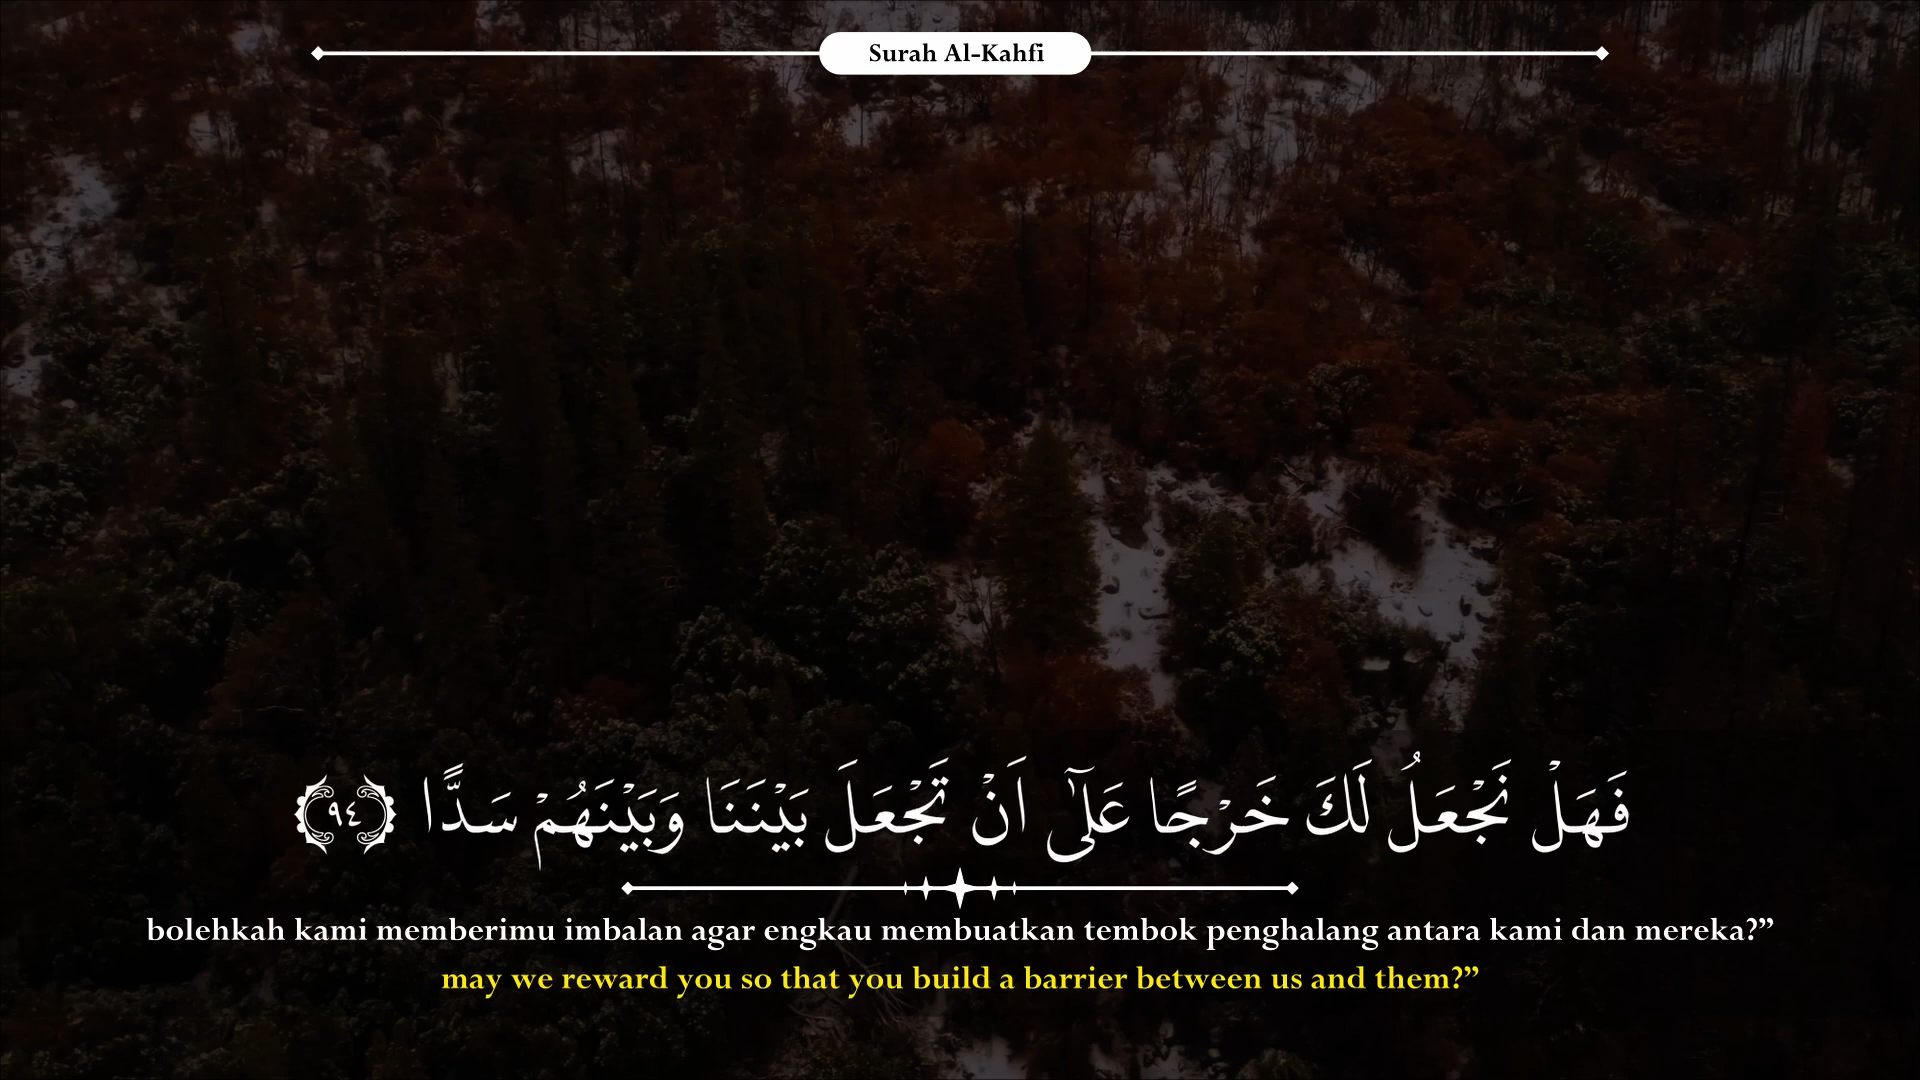 Surah Al-Kahfi
فَهَلْ نَجْعَلُ لَكَ خَرْجًا عَلٰٓى اَنْ تَجْعَلَ بَيْنَنَا وَبَيْنَهُمْ سَدًّا ﴿٩٤﴾
bolehkah kami memberimu imbalan agar engkau membuatkan tembok penghalang antara kami dan mereka?”
may we reward you so that you build a barrier between us and them?”